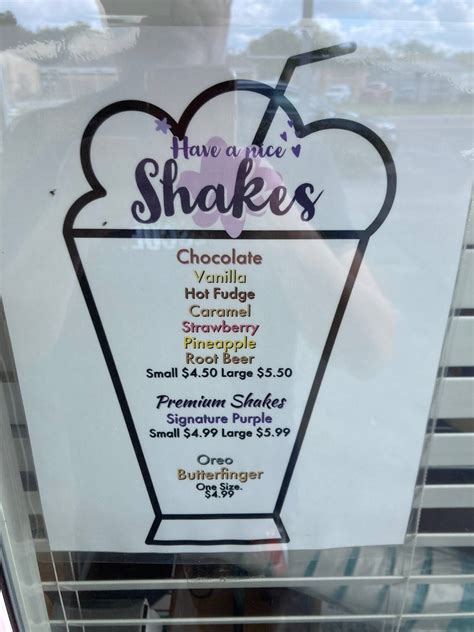 Have a nice
Shakes
Chocolate
Vanilla
Hot Fudge
Caramel
Strawberry
Pineapple
Root Beer
Small $4.50 Large $5.50
Premium Shakes
Signature Purple
Small $4.99 Large $5.99
Oreo
Butterfinger
One Size.
$4.99